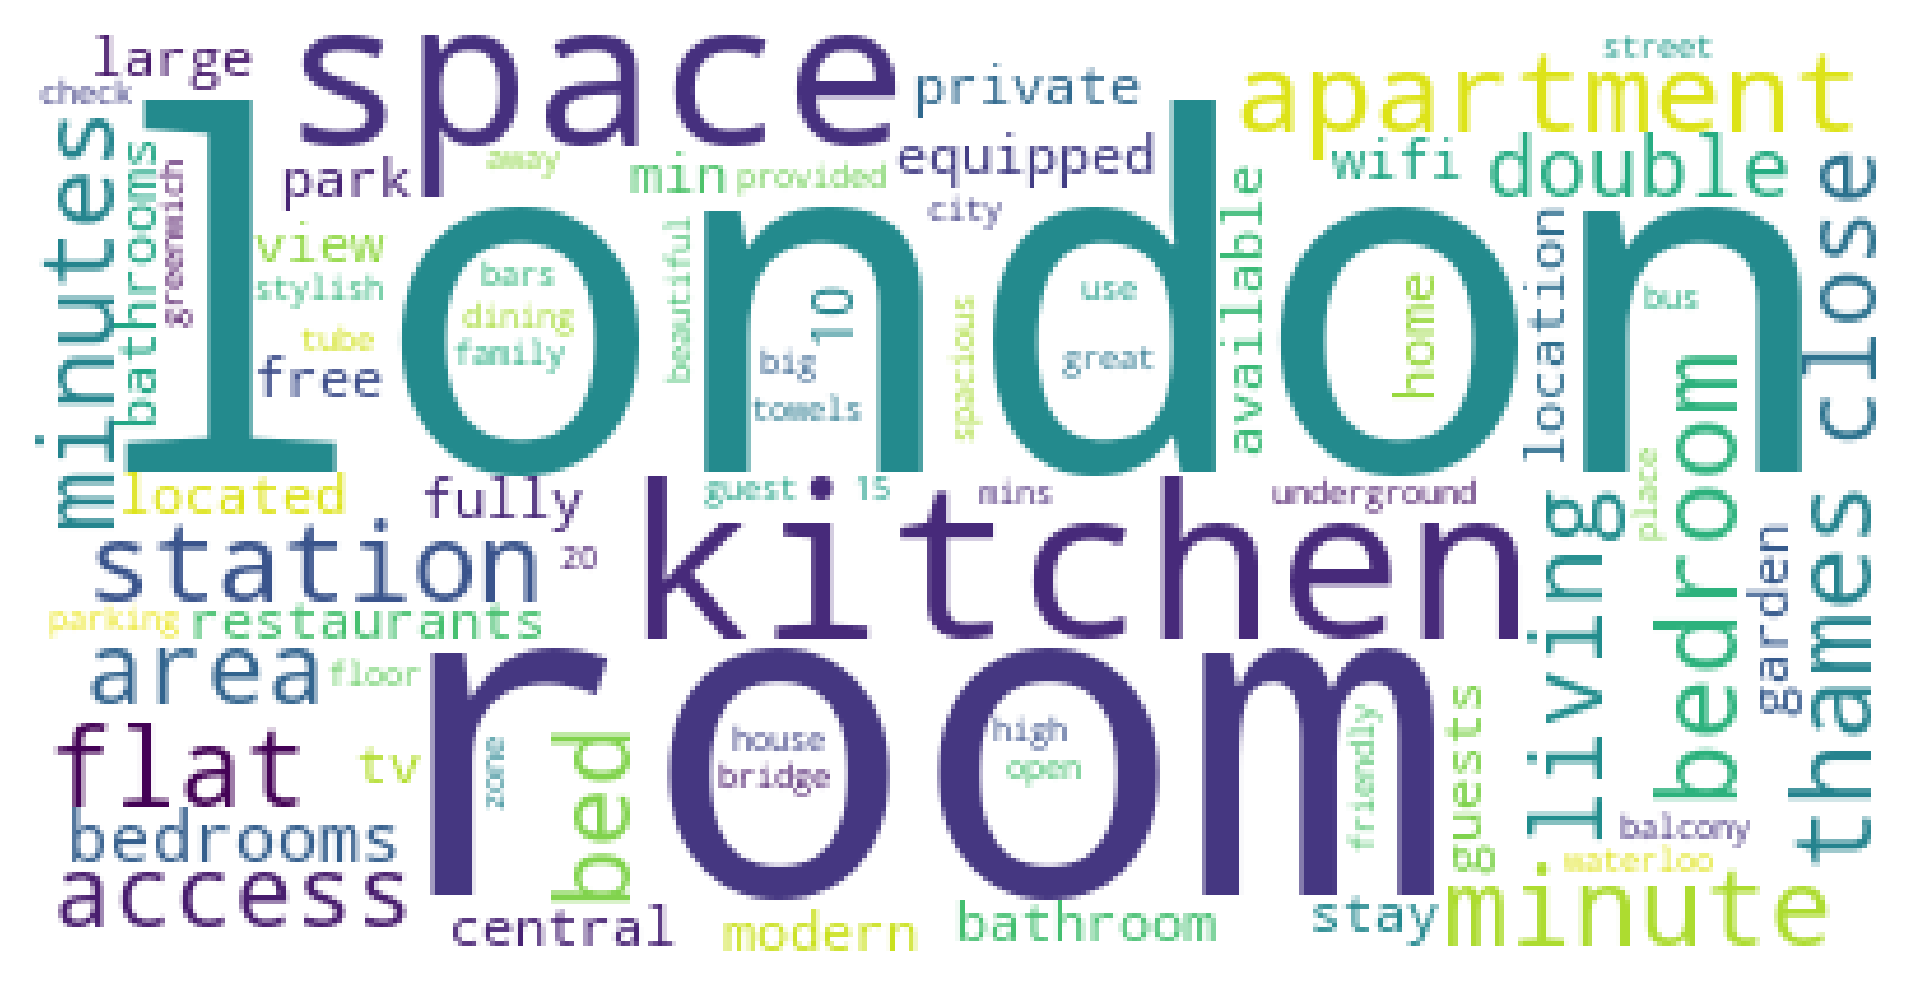 large
space
private
apartment
street
check
minutes
bathrooms
greenwich
park
away
min
provided
equipped
city
wifi
double
close
london
view
stylish
tube
free
bars
dining
family
beautiful
10
big
towels
spacious
use
great
available
home
location
bus
located
fully
guest
15
mins
underground
place
bedroom
station
20
kitchen
living
garden
thames
parking
restaurants
area
floor
room
flat
tv
zone
bed
house
bridge
high
open
friendly
guests
bedrooms
balcony
waterloo
access
central
modern
bathroom
stay
minute